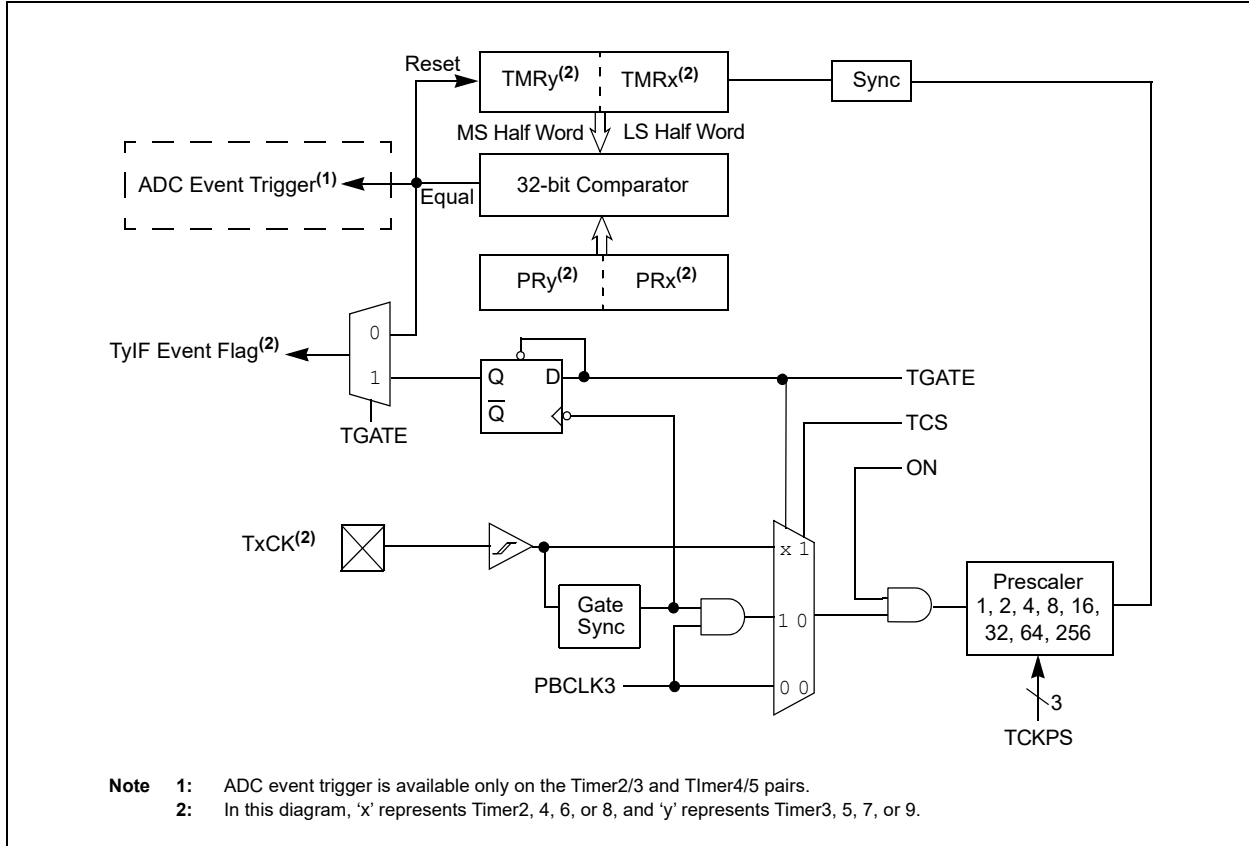 Reset
TMRy(2) TMRx(2)
Sync
MS Half Word LS Half Word
ADC Event Trigger(1)
Equal
32-bit Comparator
PRy(2) PRx(2)
0
TyIF Event Flag(2)
1
Q D
Q
TGATE
TGATE
TCS
ON
TxCK(2)
x 1
Gate
Sync
1 0
Prescaler
1, 2, 4, 8, 16,
32, 64, 256
PBCLK3
0 0
3
TCKPS
Note 1: ADC event trigger is available only on the Timer2/3 and TImer4/5 pairs.
2: In this diagram, ‘x’ represents Timer2, 4, 6, or 8, and ‘y’ represents Timer3, 5, 7, or 9.